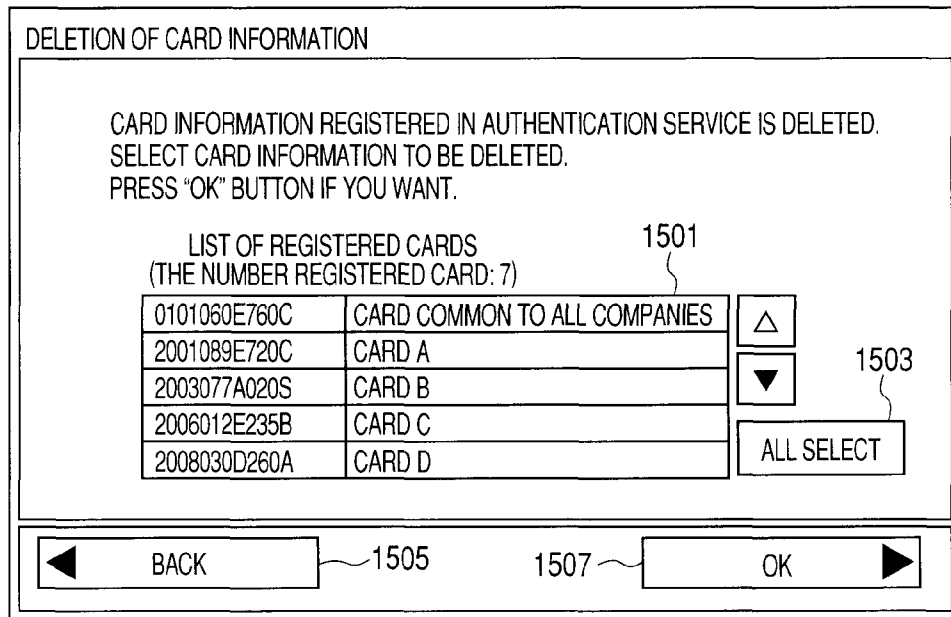 DELETION OF CARD INFORMATION
CARD INFORMATION REGISTERED IN AUTHENTICATION SERVICE IS DELETED.
SELECT CARD INFORMATION TO BE DELETED.
PRESS “OK” BUTTON IF YOU WANT.
LIST OF REGISTERED CARDS
(THE NUMBER REGISTERED CARD: 7)
1501
0101060E760C CARD COMMON TO ALL COMPANIES
2001089E720C CARD A
2003077A020S CARD B
2006012E235B CARD C
2008030D260A CARD D
1503
ALL SELECT
BACK 1505 1507 OK